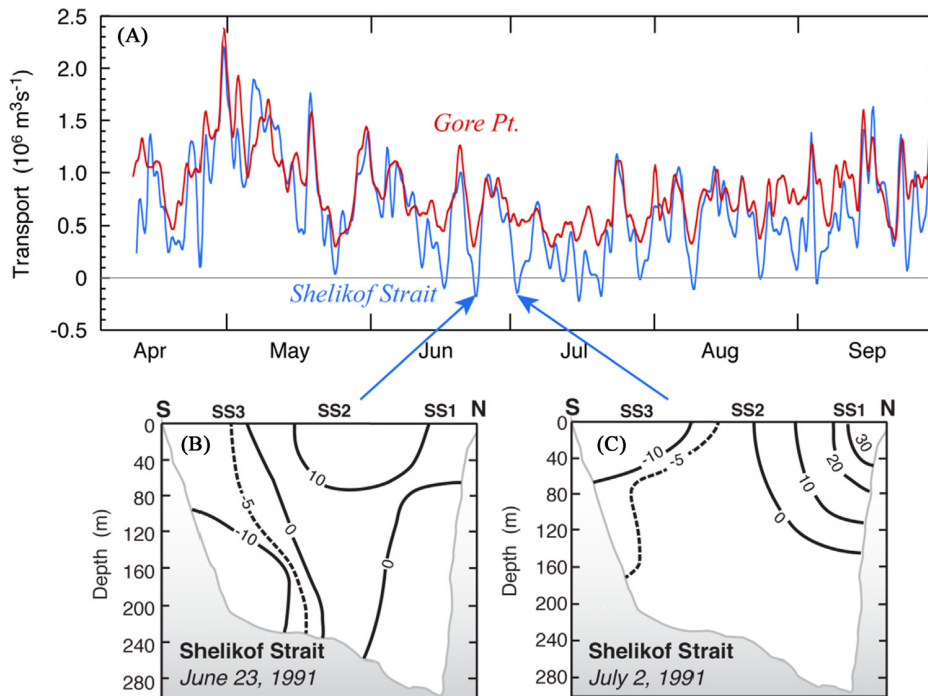 (A)
Transport (10⁶ m³s⁻¹)
2.5
2.0
1.5
1.0
0.5
0
-0.5
Gore Pt.
Shelikof Strait
Apr May Jun Jul Aug Sep
S SS3 SS2 SS1 N
(B)
Depth (m)
0
40
80
120
160
200
240
280
10
-5
0
-10
0
Shelikof Strait
June 23, 1991
S SS3 SS2 SS1 N
(C)
Depth (m)
0
40
80
120
160
200
240
280
-10
-5
30
20
10
0
Shelikof Strait
July 2, 1991